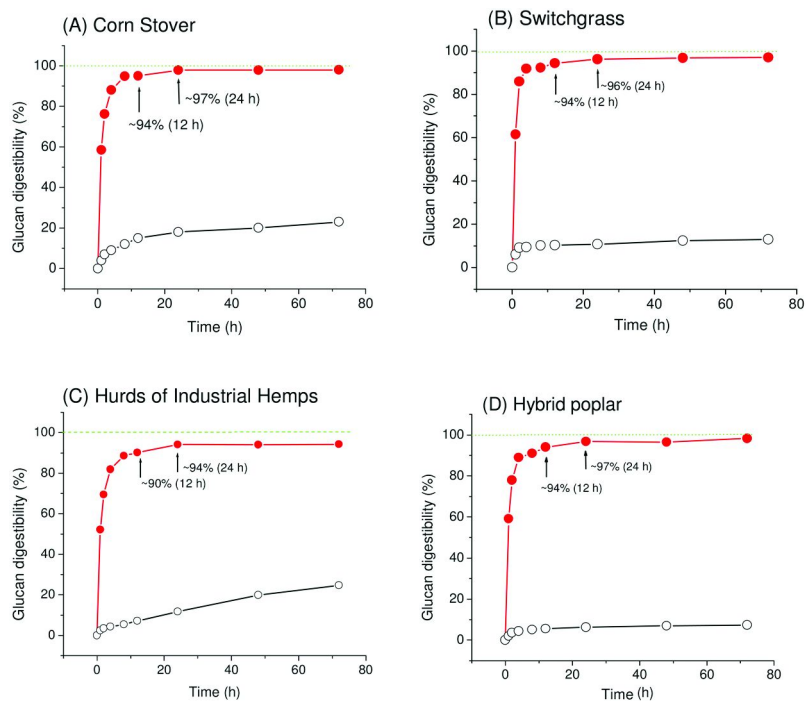 (A) Corn Stover
100
80
60
40
20
0
Glucan digestibility (%)
~97% (24 h)
~94% (12 h)
0 20 40 60 80
Time (h)
(B) Switchgrass
100
80
60
40
20
0
Glucan digestibility (%)
~96% (24 h)
~94% (12 h)
0 20 40 60 80
Time (h)
(C) Hurds of Industrial Hemps
100
80
60
40
20
0
Glucan digestibility (%)
~94% (24 h)
~90% (12 h)
0 20 40 60 80
Time (h)
(D) Hybrid poplar
100
80
60
40
20
0
Glucan digestibility (%)
~97% (24 h)
~94% (12 h)
0 20 40 60 80
Time (h)